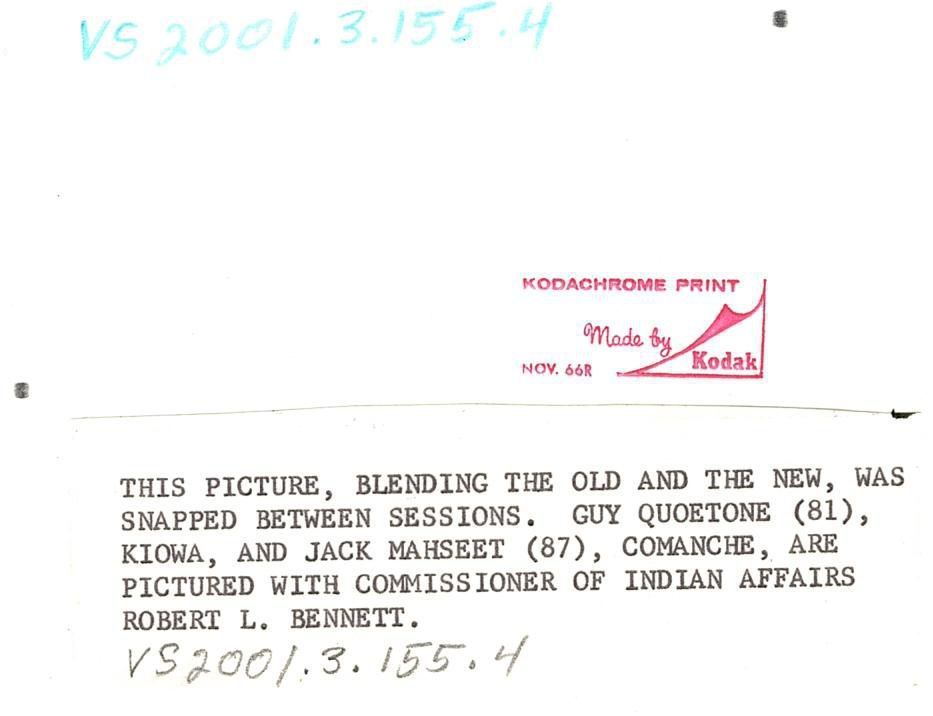 VS 2001.3.155.4
KODACHROME PRINT
Made by
Kodak
NOV. 66R
THIS PICTURE, BLENDING THE OLD AND THE NEW, WAS
SNAPPED BETWEEN SESSIONS. GUY QUOETONE (81),
KIOWA, AND JACK MAHSEET (87), COMANCHE, ARE
PICTURED WITH COMMISSIONER OF INDIAN AFFAIRS
ROBERT L. BENNETT.
VS2001.3.155.4